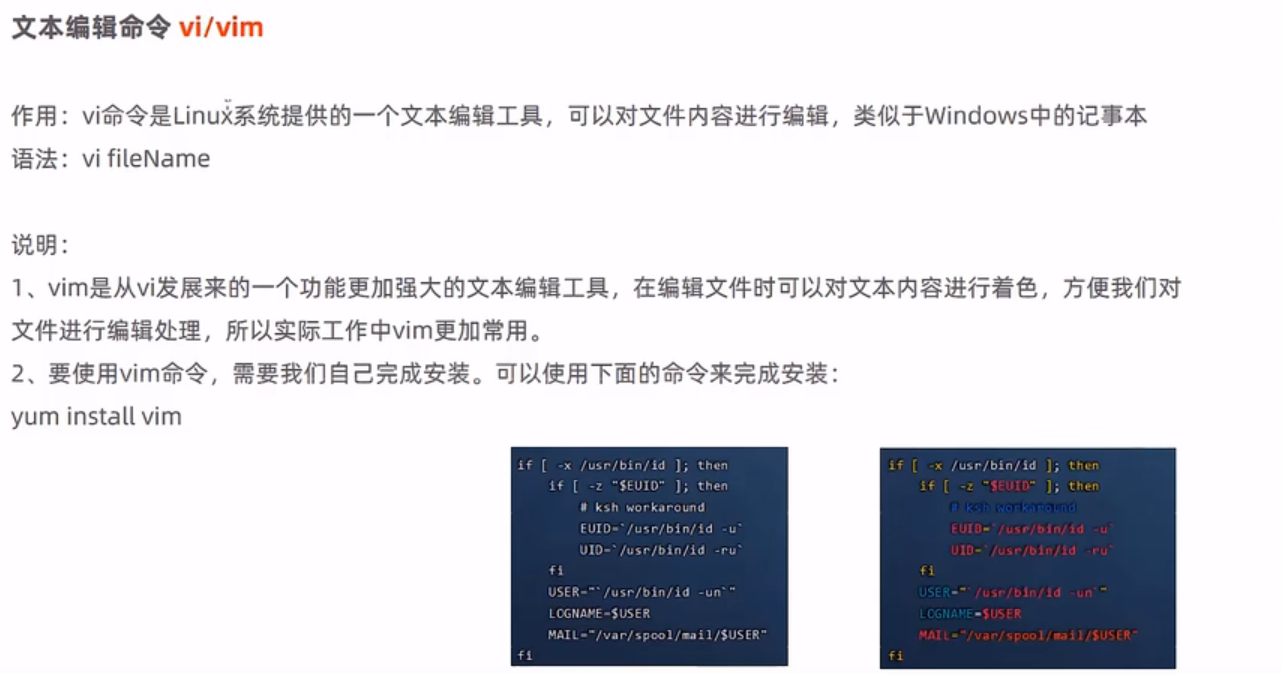 文本编辑命令 vi/vim
作用：vi命令是Linux系统提供的一个文本编辑工具，可以对文件内容进行编辑，类似于Windows中的记事本
语法：vi fileName
说明：
1、vim是从vi发展来的一个功能更加强大的文本编辑工具，在编辑文件时可以对文本内容进行着色，方便我们对
文件进行编辑处理，所以实际工作中vim更加常用。
2、要使用vim命令，需要我们自己完成安装。可以使用下面的命令来完成安装：
yum install vim
if [ -x /usr/bin/id ]; then
if [ -z "$EUID" ]; then
# ksh workaround
EUID=`/usr/bin/id -u`
UID=`/usr/bin/id -ru`
fi
USER="`/usr/bin/id -un`"
LOGNAME=$USER
MAIL="/var/spool/mail/$USER"
fi
if [ -x /usr/bin/id ]; then
if [ -z "$EUID" ]; then
# ksh workaround
EUID=`/usr/bin/id -u`
UID=`/usr/bin/id -ru`
fi
USER="`/usr/bin/id -un`"
LOGNAME=$USER
MAIL="/var/spool/mail/$USER"
fi